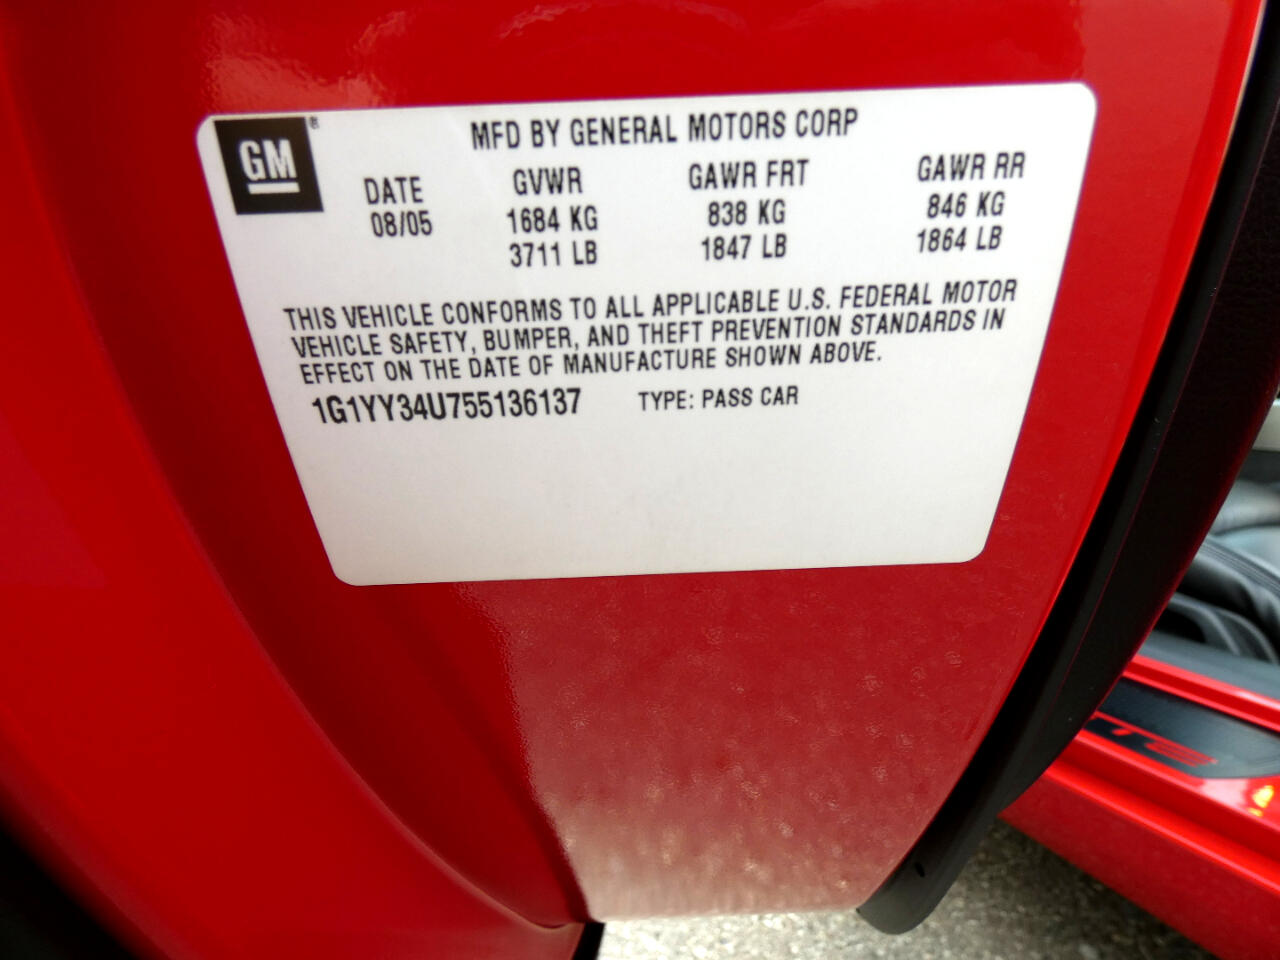 GM®
MFD BY GENERAL MOTORS CORP
DATE GVWR GAWR FRT GAWR RR
08/05 1684 KG 838 KG 846 KG
3711 LB 1847 LB 1864 LB
THIS VEHICLE CONFORMS TO ALL APPLICABLE U.S. FEDERAL MOTOR
VEHICLE SAFETY, BUMPER, AND THEFT PREVENTION STANDARDS IN
EFFECT ON THE DATE OF MANUFACTURE SHOWN ABOVE.
1G1YY34U755136137 TYPE: PASS CAR